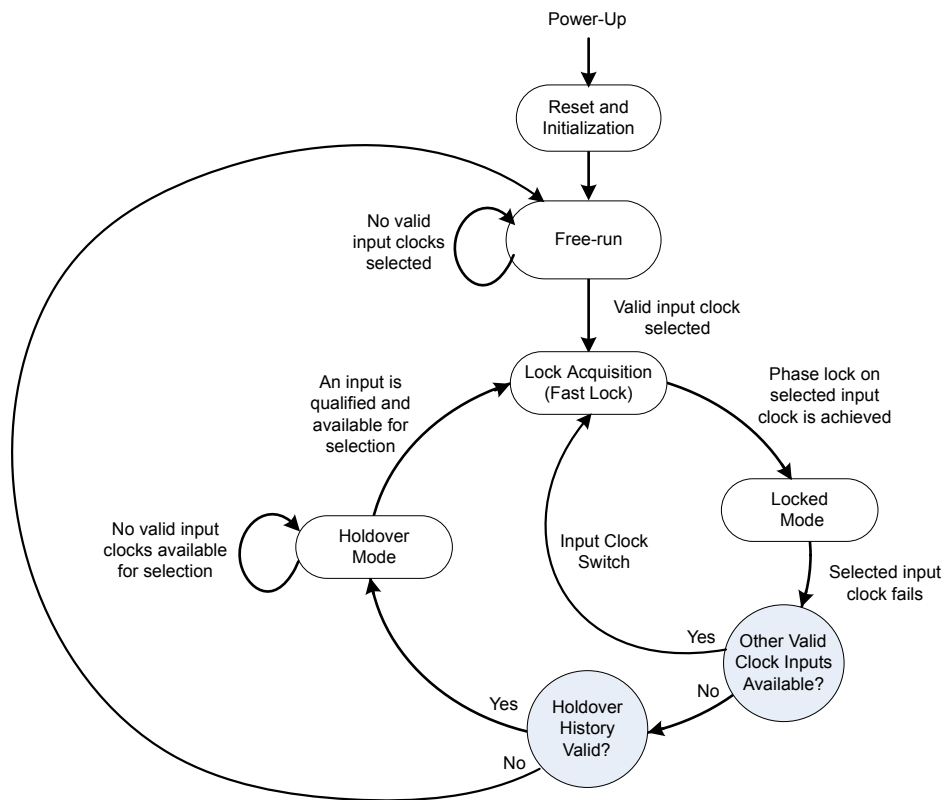 Power-Up
Reset and
Initialization
No valid
input clocks
selected
Free-run
Valid input clock
selected
An input is
qualified and
available for
selection
Lock Acquisition
(Fast Lock)
Phase lock on
selected input
clock is achieved
Locked
Mode
No valid input
clocks available
for selection
Holdover
Mode
Input Clock
Switch
Selected input
clock fails
Yes
Other Valid
Clock Inputs
Available?
No
Yes
Holdover
History
Valid?
No